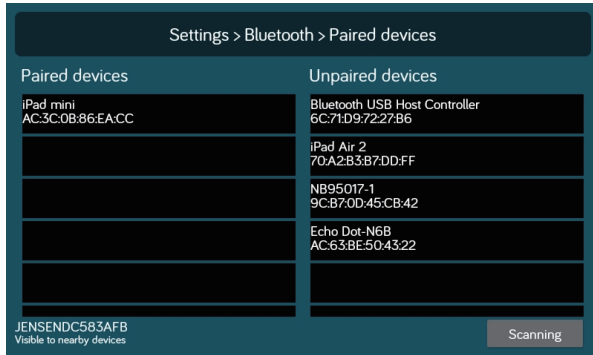 Settings > Bluetooth > Paired devices
Paired devices
iPad mini
AC:3C:0B:86:EA:CC
Unpaired devices
Bluetooth USB Host Controller
6C:71:D9:72:27:B6
iPad Air 2
70:A2:B3:B7:DD:FF
NB95017-1
9C:B7:0D:45:CB:42
Echo Dot-N6B
AC:63:BE:50:43:22
JENSENDC583AFB
Visible to nearby devices
Scanning